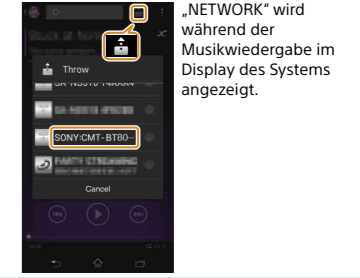 Throw
SONY:CMT-BT80...
Cancel
„NETWORK“ wird
während der
Musikwiedergabe im
Display des Systems
angezeigt.